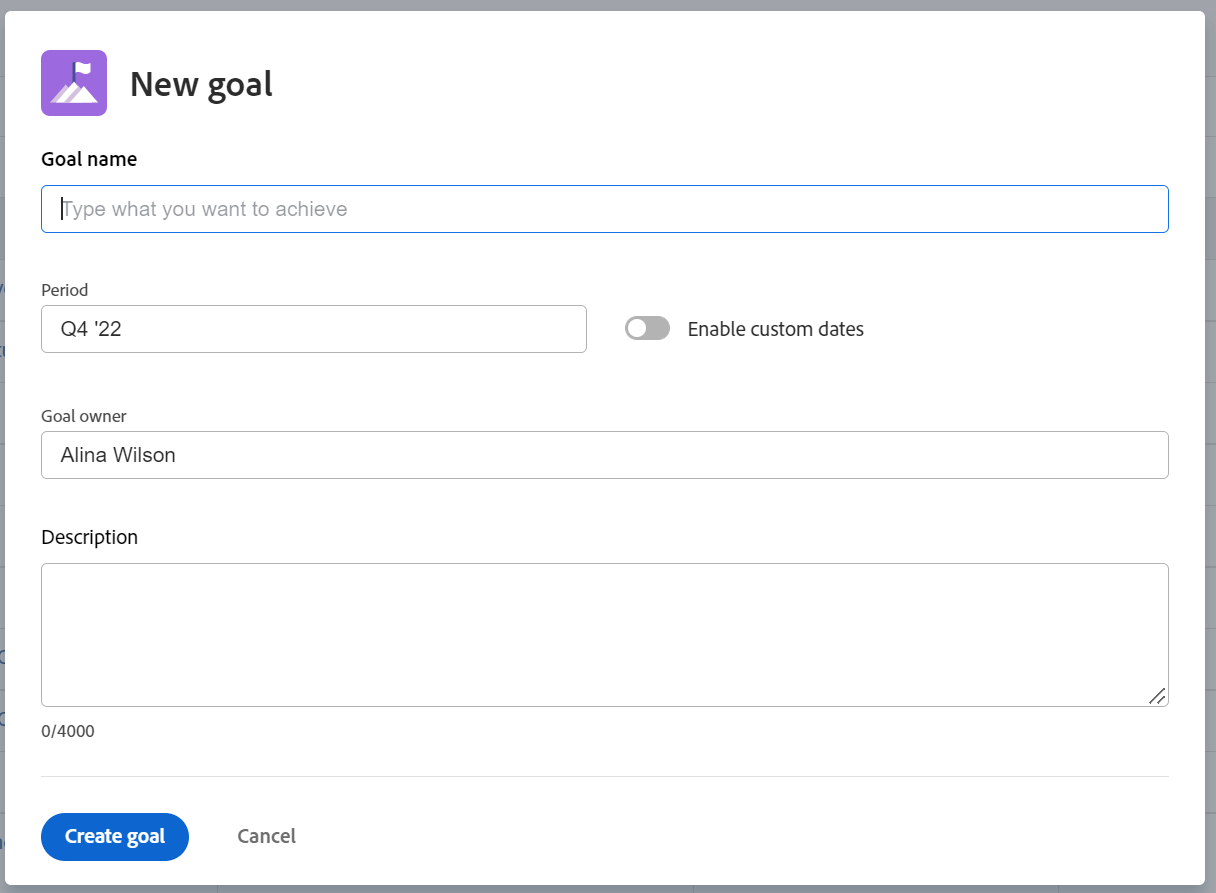 New goal
Goal name
Type what you want to achieve
Period
Q4 '22
Enable custom dates
Goal owner
Alina Wilson
Description
0/4000
Create goal
Cancel